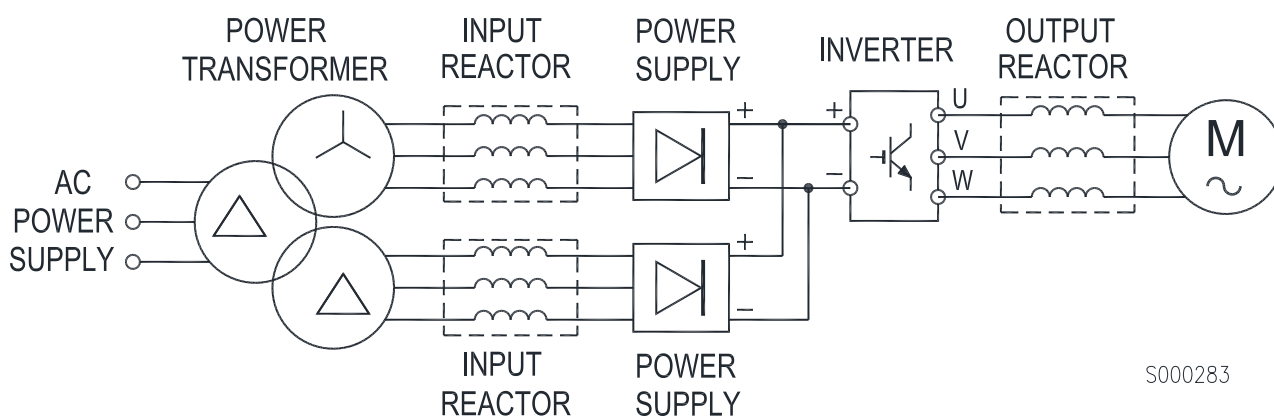 POWER
TRANSFORMER
INPUT
REACTOR
POWER
SUPPLY
INVERTER
OUTPUT
REACTOR
AC
POWER
SUPPLY
+
−
+
−
+
−
U
V
W
M
~
INPUT
REACTOR
POWER
SUPPLY
S000283